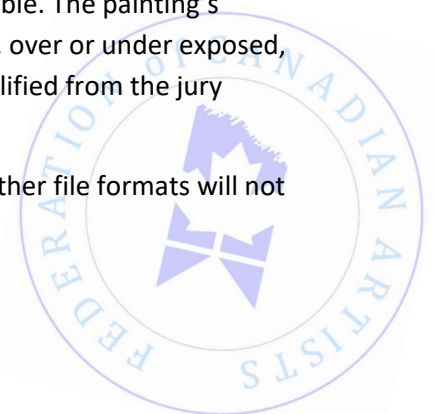 ble. The painting's
over or under exposed,
lified from the jury
ther file formats will not
FEDERATION of CANADIAN ARTISTS